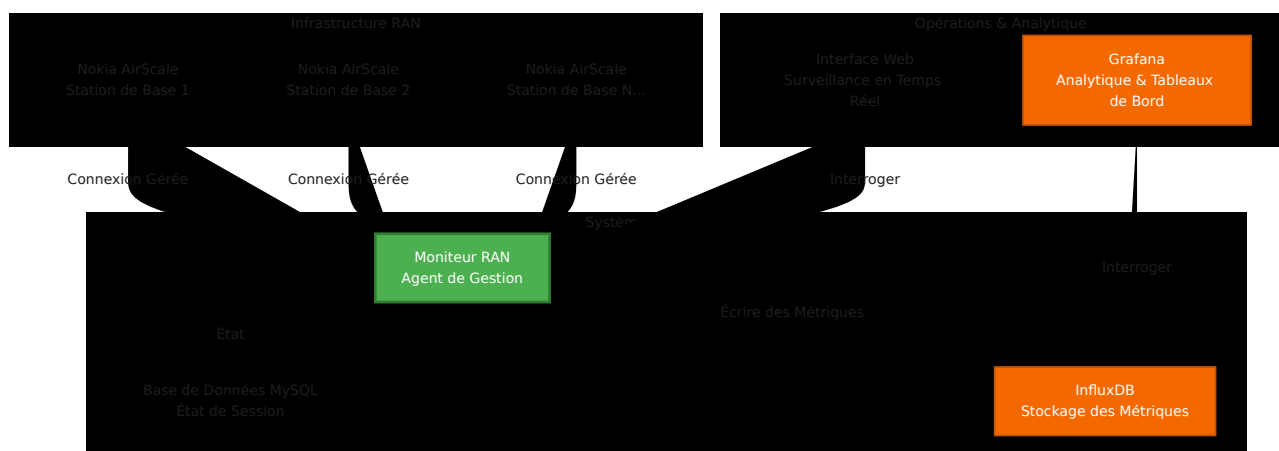 Infrastructure RAN
Nokia AirScale
Station de Base 1
Nokia AirScale
Station de Base 2
Nokia AirScale
Station de Base N...
Opérations & Analytique
Interface Web
Surveillance en Temps
Réel
Grafana
Analytique & Tableaux
de Bord
Connexion Gérée
Connexion Gérée
Connexion Gérée
Interroger
Moniteur RAN
Agent de Gestion
Interroger
Écrire des Métriques
État
Base de Données MySQL
État de Session
InfluxDB
Stockage des Métriques